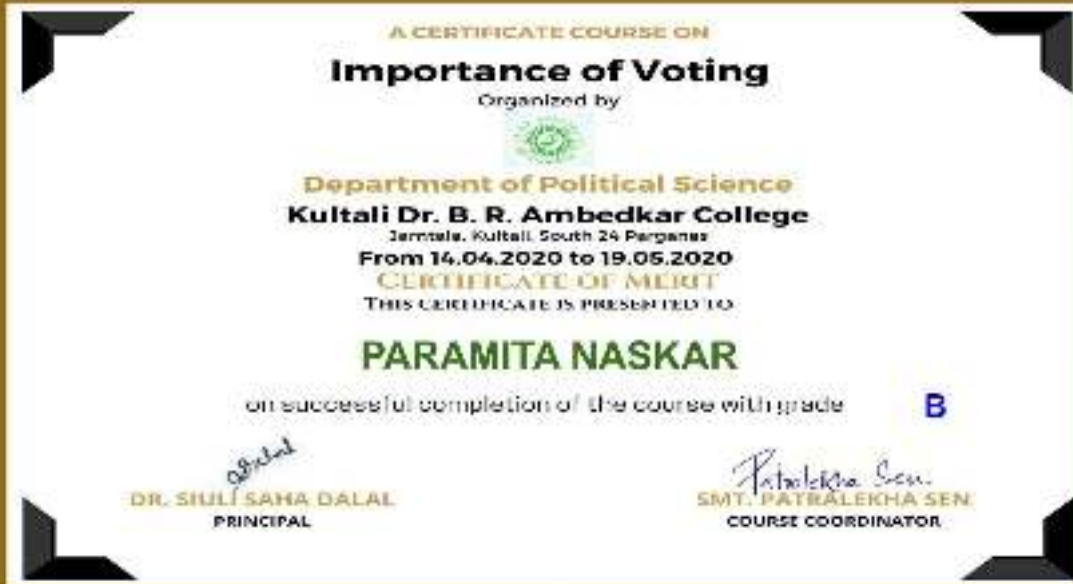 A CERTIFICATE COURSE ON
Importance of Voting
Organized by
Department of Political Science
Kultali Dr. B. R. Ambedkar College
Jamtala, Kultali, South 24 Parganas
From 14.04.2020 to 19.05.2020
CERTIFICATE OF MERIT
THIS CERTIFICATE IS PRESENTED TO
PARAMITA NASKAR
on successful completion of the course with grade B
Patralekha Sen.
DR. SIULI SAHA DALAL
SMT. PATRALEKHA SEN
PRINCIPAL
COURSE COORDINATOR